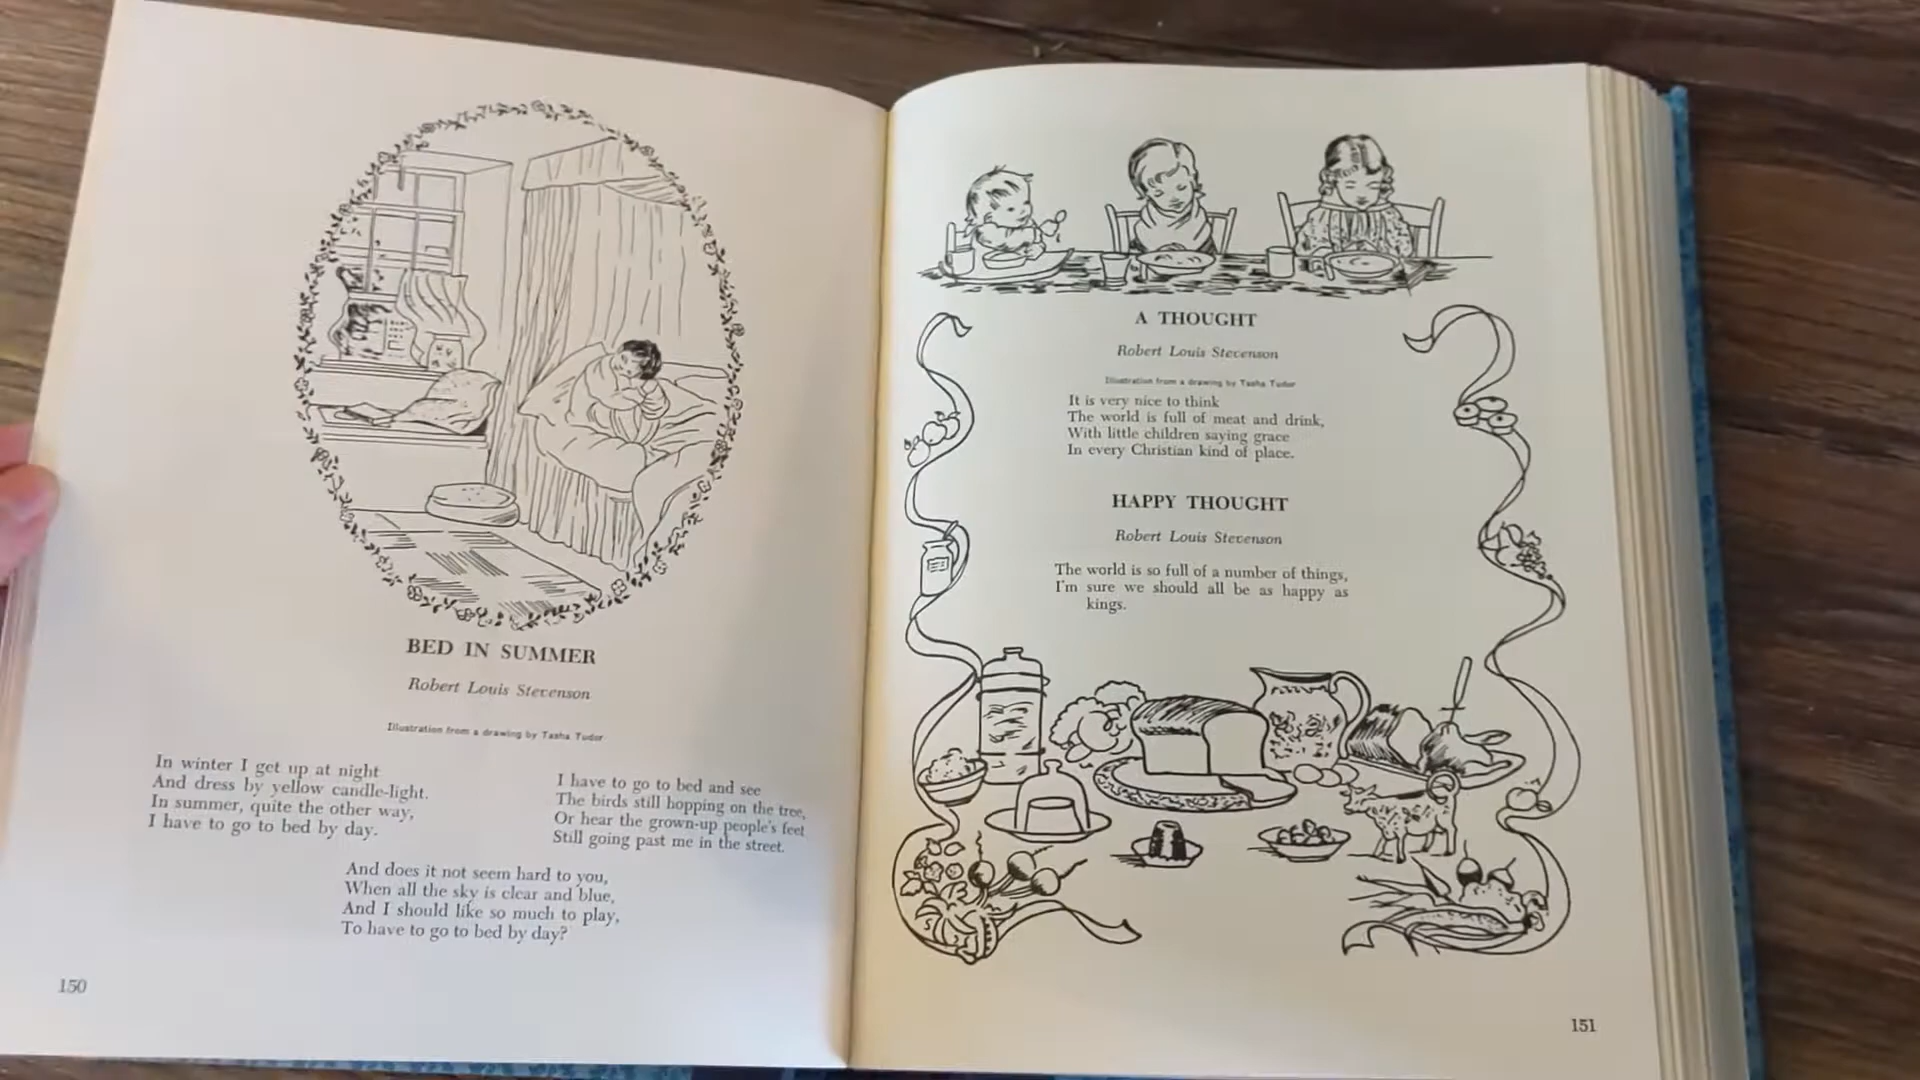 BED IN SUMMER
Robert Louis Stevenson
Illustration from a drawing by Tasha Tudor
In winter I get up at night
And dress by yellow candle-light.
In summer, quite the other way,
I have to go to bed by day.
I have to go to bed and see
The birds still hopping on the tree,
Or hear the grown-up people's feet
Still going past me in the street.
And does it not seem hard to you,
When all the sky is clear and blue,
And I should like so much to play,
To have to go to bed by day?
150
A THOUGHT
Robert Louis Stevenson
Illustration from a drawing by Tasha Tudor
It is very nice to think
The world is full of meat and drink,
With little children saying grace
In every Christian kind of place.
HAPPY THOUGHT
Robert Louis Stevenson
The world is so full of a number of things,
I'm sure we should all be as happy as
kings.
151